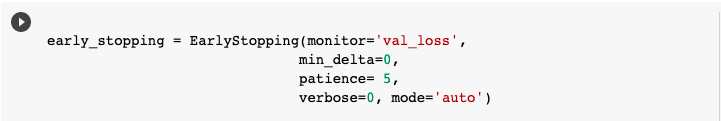 early_stopping = EarlyStopping(monitor='val_loss',
min_delta=0,
patience= 5,
verbose=0, mode='auto')